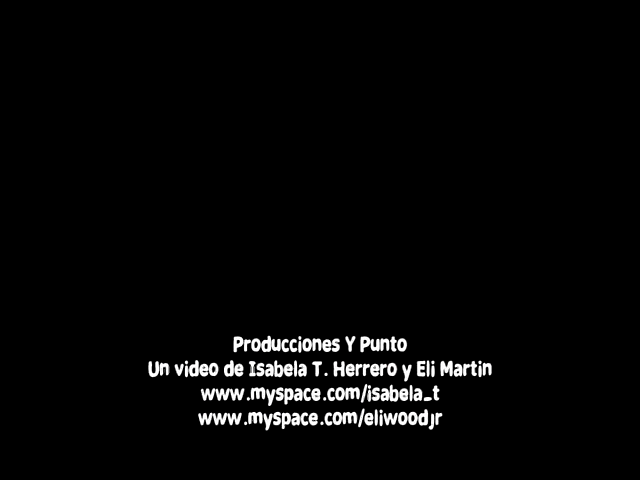 Producciones Y Punto
Un video de Isabela T. Herrero y Eli Martin
www.myspace.com/isabela_t
www.myspace.com/eliwoodjr